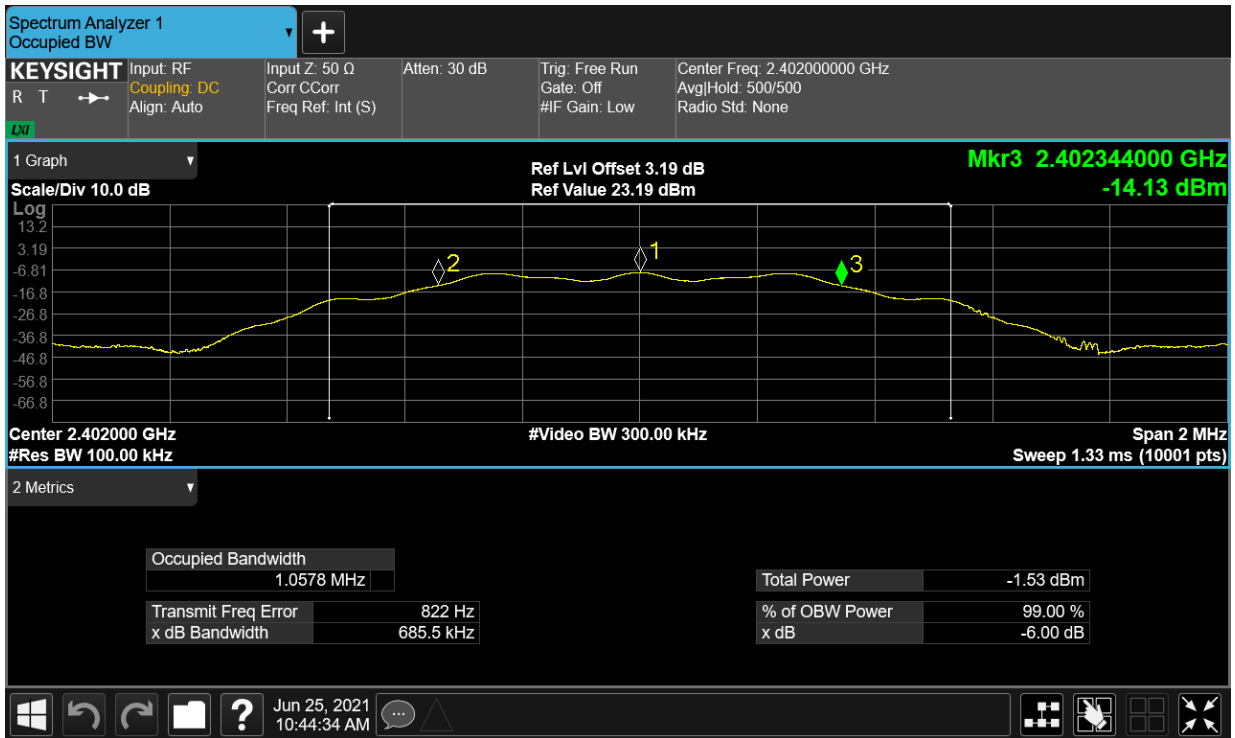 Spectrum Analyzer 1
Occupied BW
KEYSIGHT
R T
LXI
Input: RF
Coupling: DC
Align: Auto
Input Z: 50 Ω
Corr CCorr
Freq Ref: Int (S)
Atten: 30 dB
Trig: Free Run
Gate: Off
#IF Gain: Low
Center Freq: 2.402000000 GHz
Avg|Hold: 500/500
Radio Std: None
1 Graph
Scale/Div 10.0 dB
Ref Lvl Offset 3.19 dB
Ref Value 23.19 dBm
Mkr3 2.402344000 GHz
-14.13 dBm
Log
13.2
3.19
-6.81
-16.8
-26.8
-36.8
-46.8
-56.8
-66.8
2
1
3
Center 2.402000 GHz
#Video BW 300.00 kHz
Span 2 MHz
#Res BW 100.00 kHz
Sweep 1.33 ms (10001 pts)
2 Metrics
Occupied Bandwidth
1.0578 MHz
Transmit Freq Error 822 Hz
x dB Bandwidth 685.5 kHz
Total Power -1.53 dBm
% of OBW Power 99.00 %
x dB -6.00 dB
?
Jun 25, 2021
10:44:34 AM